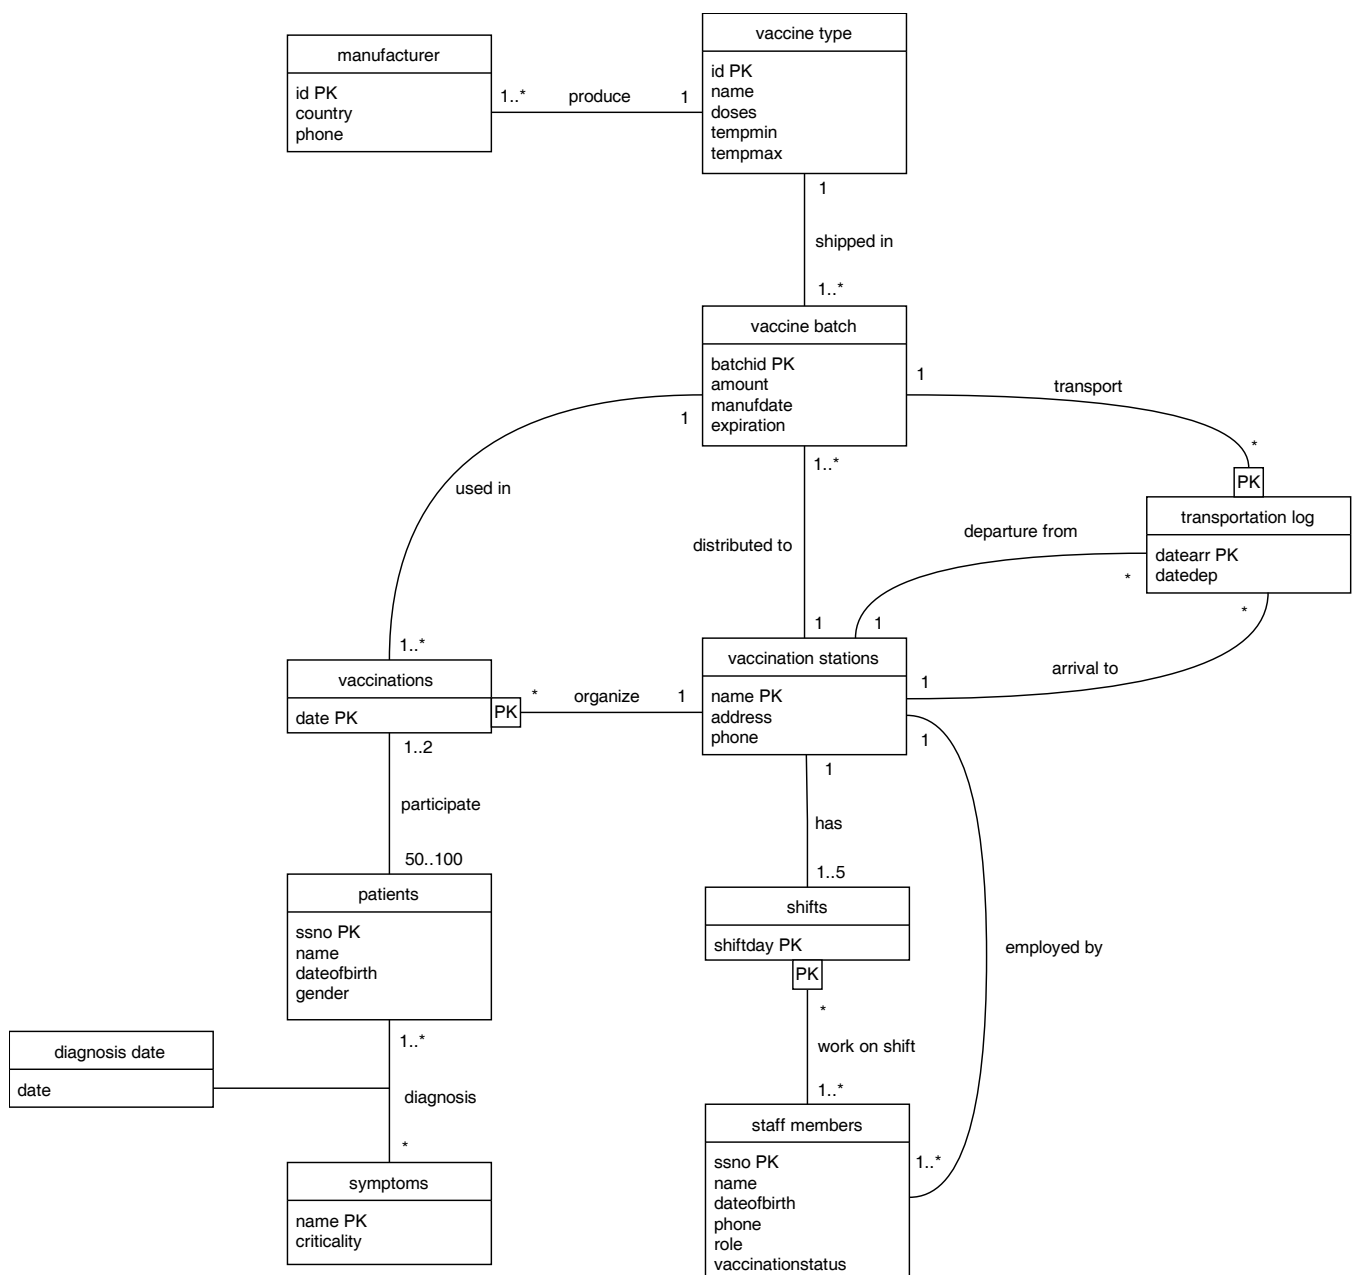 vaccine type
id PK
name
doses
tempmin
tempmax
manufacturer
id PK
country
phone
1..*
produce
1
1
shipped in
1..*
vaccine batch
batchid PK
amount
manufdate
expiration
1
transport
*
PK
1
used in
1..*
1..*
distributed to
1
transportation log
datearr PK
datedep
departure from
*
1
*
arrival to
1
vaccinations
date PK
PK
*
organize
1
vaccination stations
name PK
address
phone
1
1..2
participate
50..100
1
has
1..5
patients
ssno PK
name
dateofbirth
gender
shifts
shiftday PK
PK
employed by
*
work on shift
1..*
1..*
diagnosis date
date
diagnosis
*
symptoms
name PK
criticality
staff members
ssno PK
name
dateofbirth
phone
role
vaccinationstatus
1..*